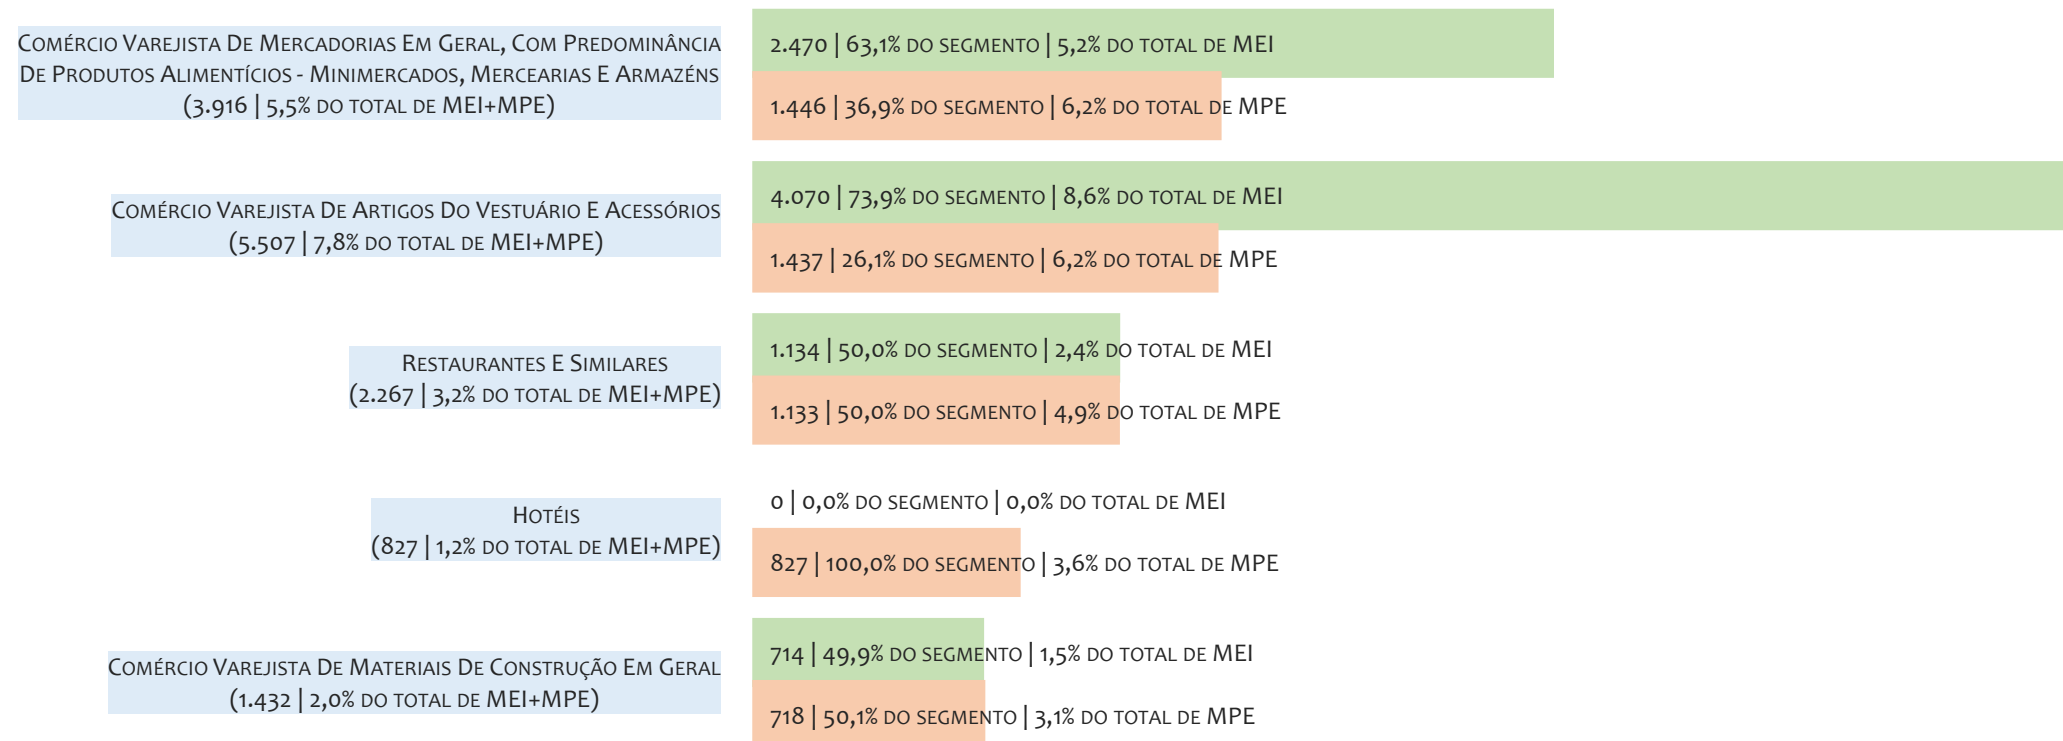 Comércio Varejista De Mercadorias Em Geral, Com Predominância
De Produtos Alimentícios - Minimercados, Mercearias E Armazéns
(3.916 | 5,5% do total de MEI+MPE)
2.470 | 63,1% do segmento | 5,2% do total de MEI
1.446 | 36,9% do segmento | 6,2% do total de MPE
Comércio Varejista De Artigos Do Vestuário E Acessórios
(5.507 | 7,8% do total de MEI+MPE)
4.070 | 73,9% do segmento | 8,6% do total de MEI
1.437 | 26,1% do segmento | 6,2% do total de MPE
Restaurantes E Similares
(2.267 | 3,2% do total de MEI+MPE)
1.134 | 50,0% do segmento | 2,4% do total de MEI
1.133 | 50,0% do segmento | 4,9% do total de MPE
Hotéis
(827 | 1,2% do total de MEI+MPE)
0 | 0,0% do segmento | 0,0% do total de MEI
827 | 100,0% do segmento | 3,6% do total de MPE
Comércio Varejista De Materiais De Construção Em Geral
(1.432 | 2,0% do total de MEI+MPE)
714 | 49,9% do segmento | 1,5% do total de MEI
718 | 50,1% do segmento | 3,1% do total de MPE